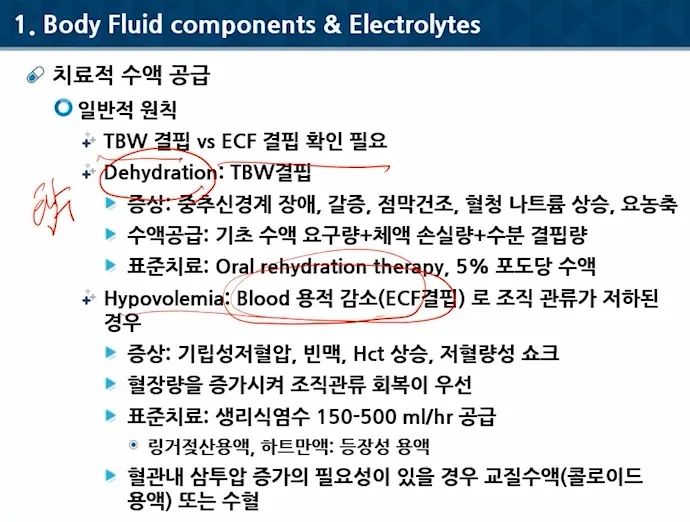 1. Body Fluid components & Electrolytes
치료적 수액 공급
일반적 원칙
TBW 결핍 vs ECF 결핍 확인 필요
Dehydration: TBW결핍
증상: 중추신경계 장애, 갈증, 점막건조, 혈청 나트륨 상승, 요농축
수액공급: 기초 수액 요구량+체액 손실량+수분 결핍량
표준치료: Oral rehydration therapy, 5% 포도당 수액
Hypovolemia: Blood 용적 감소(ECF결핍) 로 조직 관류가 저하된
경우
증상: 기립성저혈압, 빈맥, Hct 상승, 저혈량성 쇼크
혈장량을 증가시켜 조직관류 회복이 우선
표준치료: 생리식염수 150-500 ml/hr 공급
링거젖산용액, 하트만액: 등장성 용액
혈관내 삼투압 증가의 필요성이 있을 경우 교질수액(콜로이드
용액) 또는 수혈